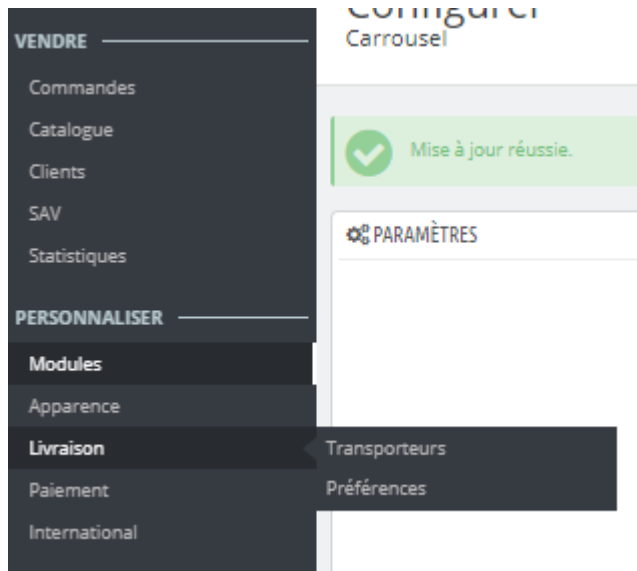 Configurer
Carrousel
VENDRE
Commandes
Catalogue
Clients
SAV
Statistiques
Mise à jour réussie.
PARAMÈTRES
PERSONNALISER
Modules
Apparence
Livraison
Transporteurs
Préférences
Paiement
International